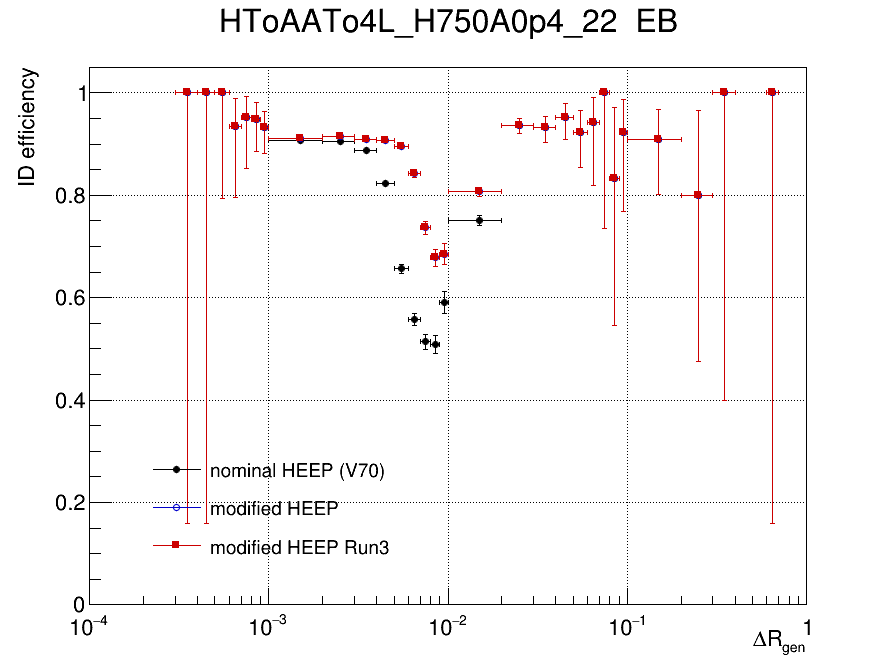 HToAATo4L_H750A0p4_22 EB
ID efficiency
1
0.8
0.6
0.4
0.2
0
nominal HEEP (V70)
modified HEEP
modified HEEP Run3
10⁻⁴ 10⁻³ 10⁻² 10⁻¹ 1
ΔR_gen